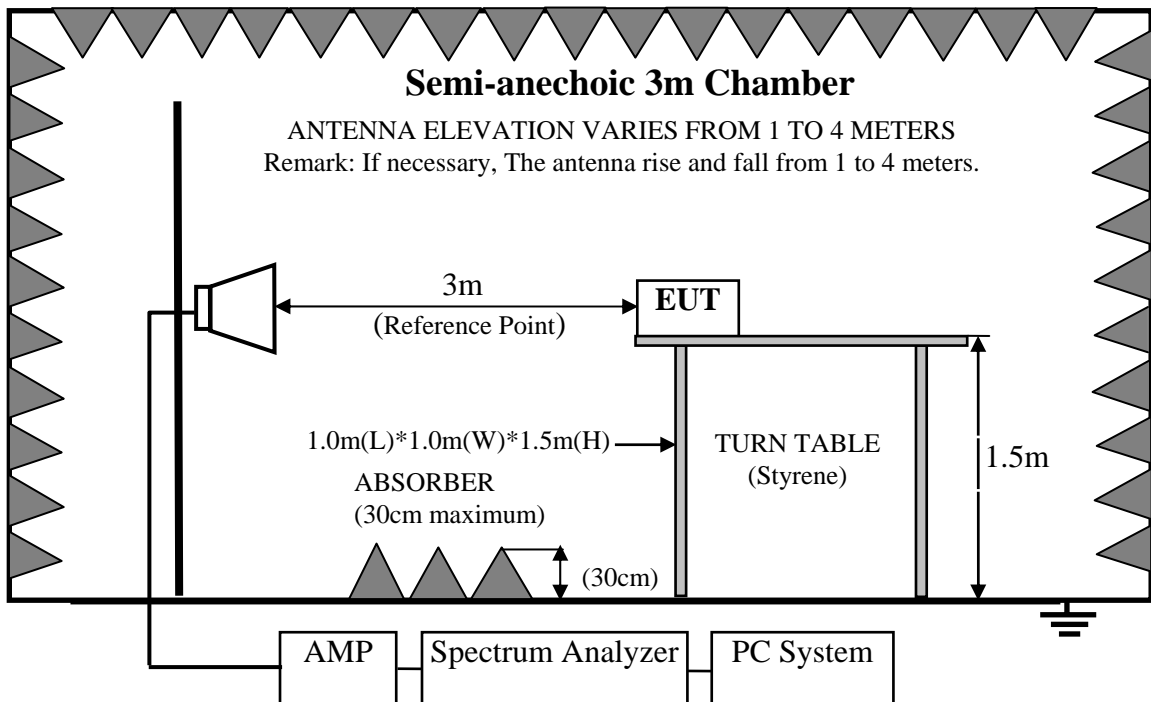 Semi-anechoic 3m Chamber
ANTENNA ELEVATION VARIES FROM 1 TO 4 METERS
Remark: If necessary, The antenna rise and fall from 1 to 4 meters.
3m
(Reference Point)
EUT
1.0m(L)*1.0m(W)*1.5m(H)
TURN TABLE
(Styrene)
1.5m
ABSORBER
(30cm maximum)
(30cm)
AMP
Spectrum Analyzer
PC System